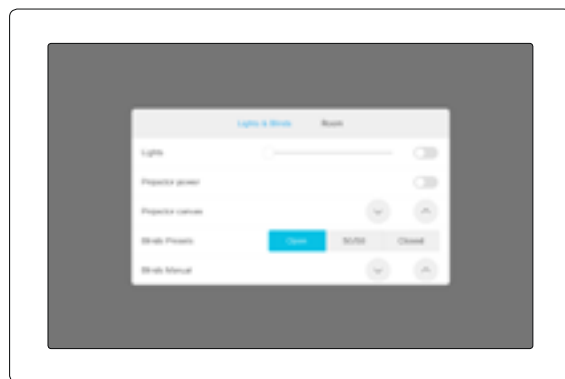 Lights & Blinds Room
Lights
Projector power
Projector canvas
Blinds Presets Open 50/50 Closed
Blinds Manual